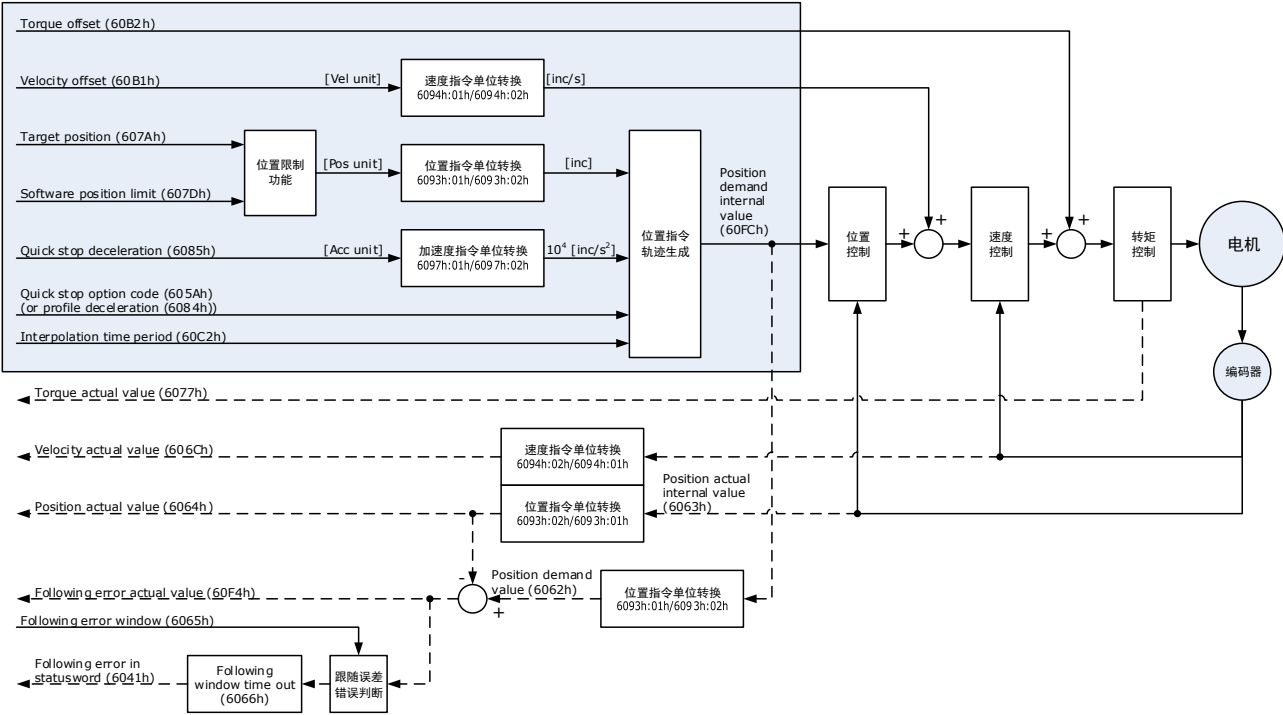 Torque offset (60B2h)
Velocity offset (60B1h)
[Vel unit]
速度指令单位转换
6094h:01h/6094h:02h
[inc/s]
Target position (607Ah)
Software position limit (607Dh)
位置限制
功能
[Pos unit]
位置指令单位转换
6093h:01h/6093h:02h
[inc]
Quick stop deceleration (6085h)
[Acc unit]
加速度指令单位转换
6097h:01h/6097h:02h
10⁴ [inc/s²]
Quick stop option code (605Ah)
(or profile deceleration (6084h))
Interpolation time period (60C2h)
位置指令
轨迹生成
Position
demand
internal
value
(60FCh)
位置
控制
+
+
速度
控制
+
+
转矩
控制
电机
编码器
Torque actual value (6077h)
Velocity actual value (606Ch)
速度指令单位转换
6094h:02h/6094h:01h
Position actual value (6064h)
位置指令单位转换
6093h:02h/6093h:01h
Position actual
internal value
(6063h)
Following error actual value (60F4h)
-
+
Position demand
value (6062h)
位置指令单位转换
6093h:01h/6093h:02h
Following error window (6065h)
Following error in
statusword (6041h)
Following
window time out
(6066h)
跟随误差
错误判断